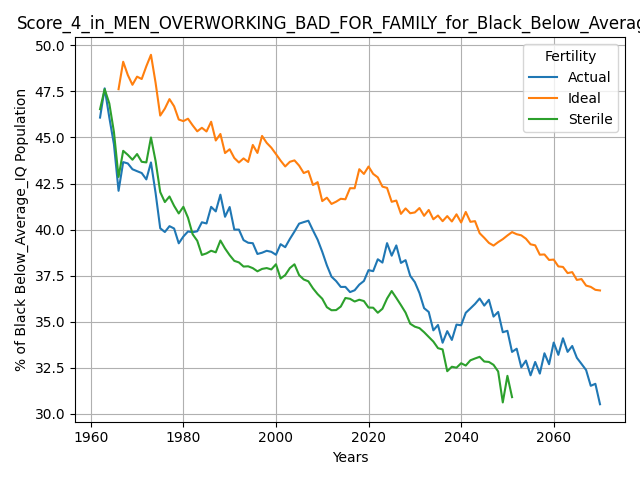 Score_4_in_MEN_OVERWORKING_BAD_FOR_FAMILY_for_Black_Below_Average
Fertility
Actual
Ideal
Sterile
% of Black Below_Average_IQ Population
50.0
47.5
45.0
42.5
40.0
37.5
35.0
32.5
30.0
1960
1980
2000
2020
2040
2060
Years